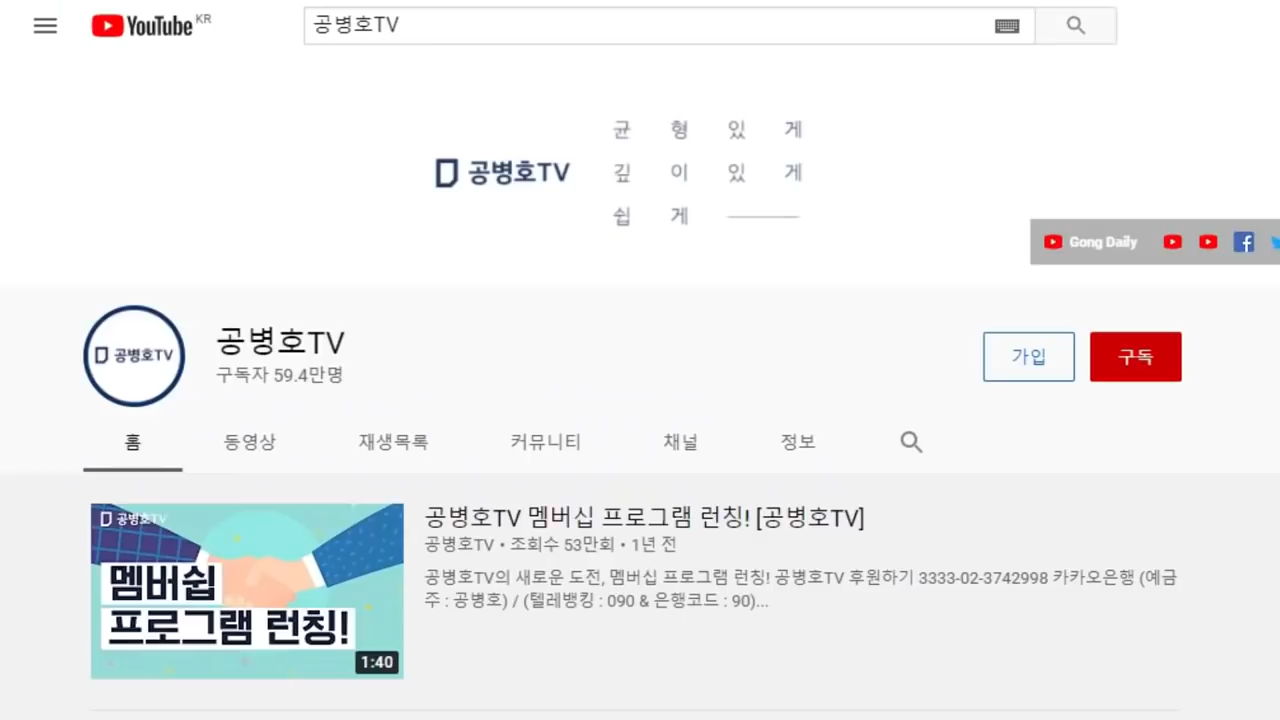 YouTube KR
공병호TV
균형있게
공병호TV 깊이있게
쉽게
Gong Daily
공병호TV
공병호TV
구독자 59.4만명
가입
구독
홈 동영상 재생목록 커뮤니티 채널 정보
공병호TV
멤버쉽
프로그램 런칭!
1:40
공병호TV 멤버십 프로그램 런칭! [공병호TV]
공병호TV • 조회수 53만회 • 1년 전
공병호TV의 새로운 도전, 멤버십 프로그램 런칭! 공병호TV 후원하기 3333-02-3742998 카카오은행 (예금
주 : 공병호) / (텔레뱅킹 : 090 & 은행코드 : 90)...